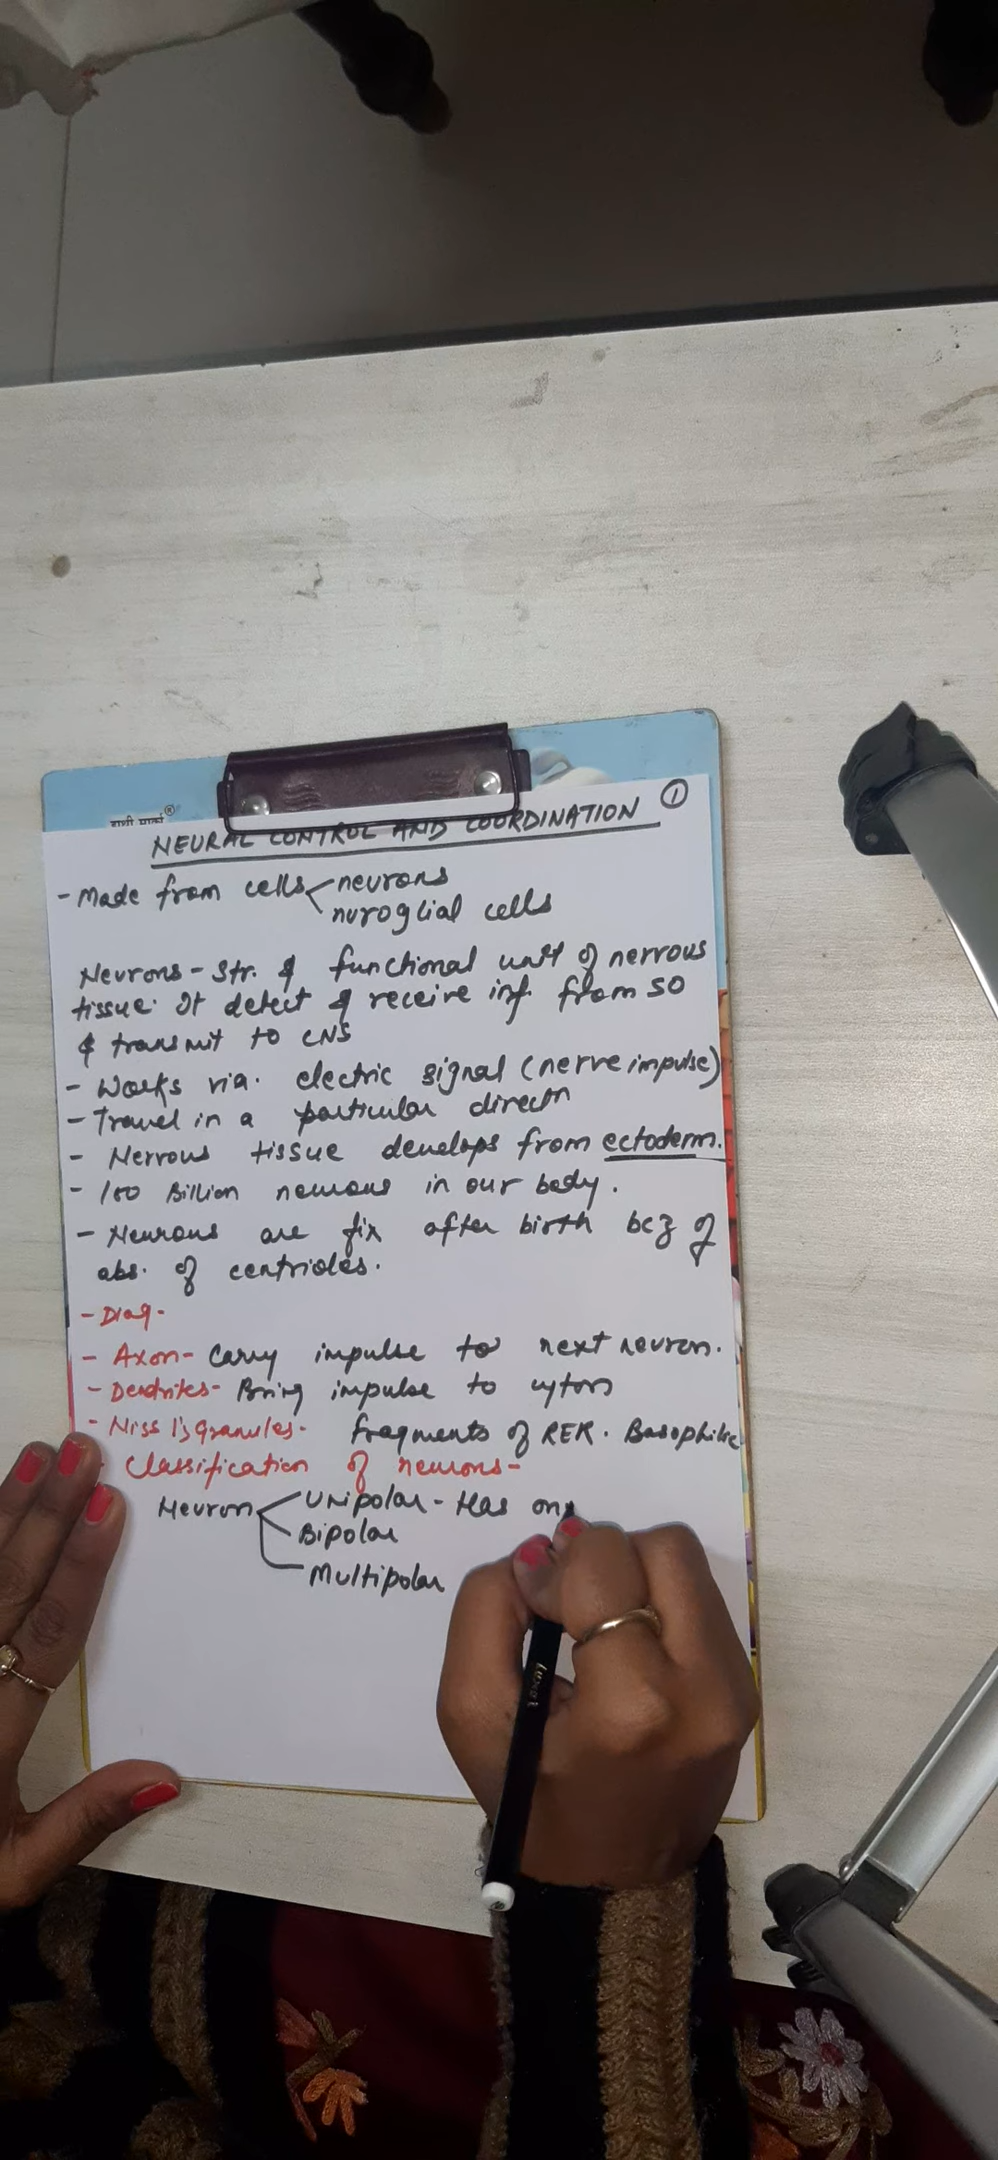 NEURAL CONTROL AND COORDINATION ①
- Made from cells neurons
nuroglial cells
Neurons - Str. & functional unit of nervous
tissue. It detect & receive inf. from SO
& transmit to CNS
- Works via. electric signal (nerve impulse)
- Travel in a particular directn
- Nervous tissue develops from ectoderm.
- 100 Billion neurons in our body.
- Neurons are fix after birth bcz of
abs. of centrioles.
- Diag-
- Axon- Carry impulse to next neuron.
- Dendrites- Bring impulse to cyton
- Nissl's granules- fragments of RER. Basophilic
- Classification of neurons-
Neuron Unipolar - Has on
Bipolar
Multipolar
luxor